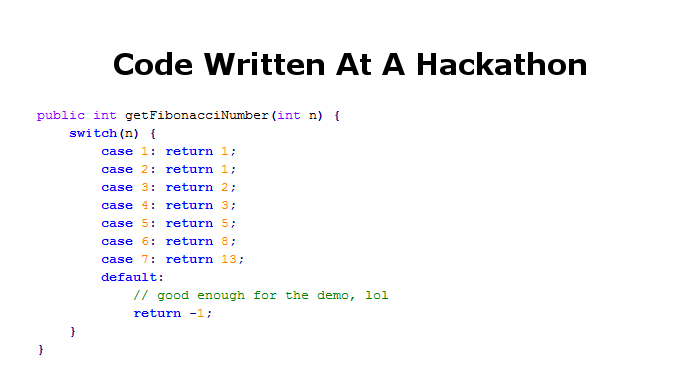 Code Written At A Hackathon
public int getFibonacciNumber(int n) {
    switch(n) {
        case 1: return 1;
        case 2: return 1;
        case 3: return 2;
        case 4: return 3;
        case 5: return 5;
        case 6: return 8;
        case 7: return 13;
        default:
            // good enough for the demo, lol
            return -1;
    }
}